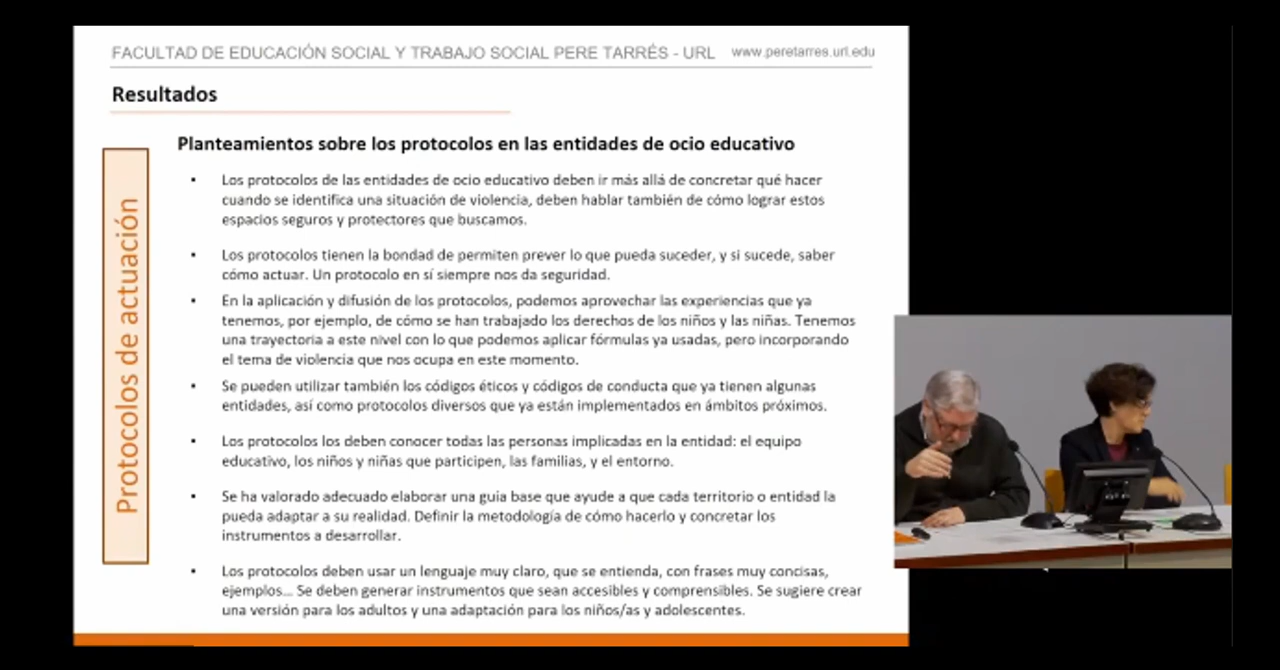 FACULTAD DE EDUCACIÓN SOCIAL Y TRABAJO SOCIAL PERE TARRÉS - URL www.peretarres.url.edu
Resultados
Planteamientos sobre los protocolos en las entidades de ocio educativo
Protocolos de actuación
• Los protocolos de las entidades de ocio educativo deben ir más allá de concretar qué hacer
cuando se identifica una situación de violencia, deben hablar también de cómo lograr estos
espacios seguros y protectores que buscamos.
• Los protocolos tienen la bondad de permiten prever lo que pueda suceder, y si sucede, saber
cómo actuar. Un protocolo en sí siempre nos da seguridad.
• En la aplicación y difusión de los protocolos, podemos aprovechar las experiencias que ya
tenemos, por ejemplo, de cómo se han trabajado los derechos de los niños y las niñas. Tenemos
una trayectoria a este nivel con lo que podemos aplicar fórmulas ya usadas, pero incorporando
el tema de violencia que nos ocupa en este momento.
• Se pueden utilizar también los códigos éticos y códigos de conducta que ya tienen algunas
entidades, así como protocolos diversos que ya están implementados en ámbitos próximos.
• Los protocolos los deben conocer todas las personas implicadas en la entidad: el equipo
educativo, los niños y niñas que participen, las familias, y el entorno.
• Se ha valorado adecuado elaborar una guía base que ayude a que cada territorio o entidad la
pueda adaptar a su realidad. Definir la metodología de cómo hacerlo y concretar los
instrumentos a desarrollar.
• Los protocolos deben usar un lenguaje muy claro, que se entienda, con frases muy concisas,
ejemplos... Se deben generar instrumentos que sean accesibles y comprensibles. Se sugiere crear
una versión para los adultos y una adaptación para los niños/as y adolescentes.